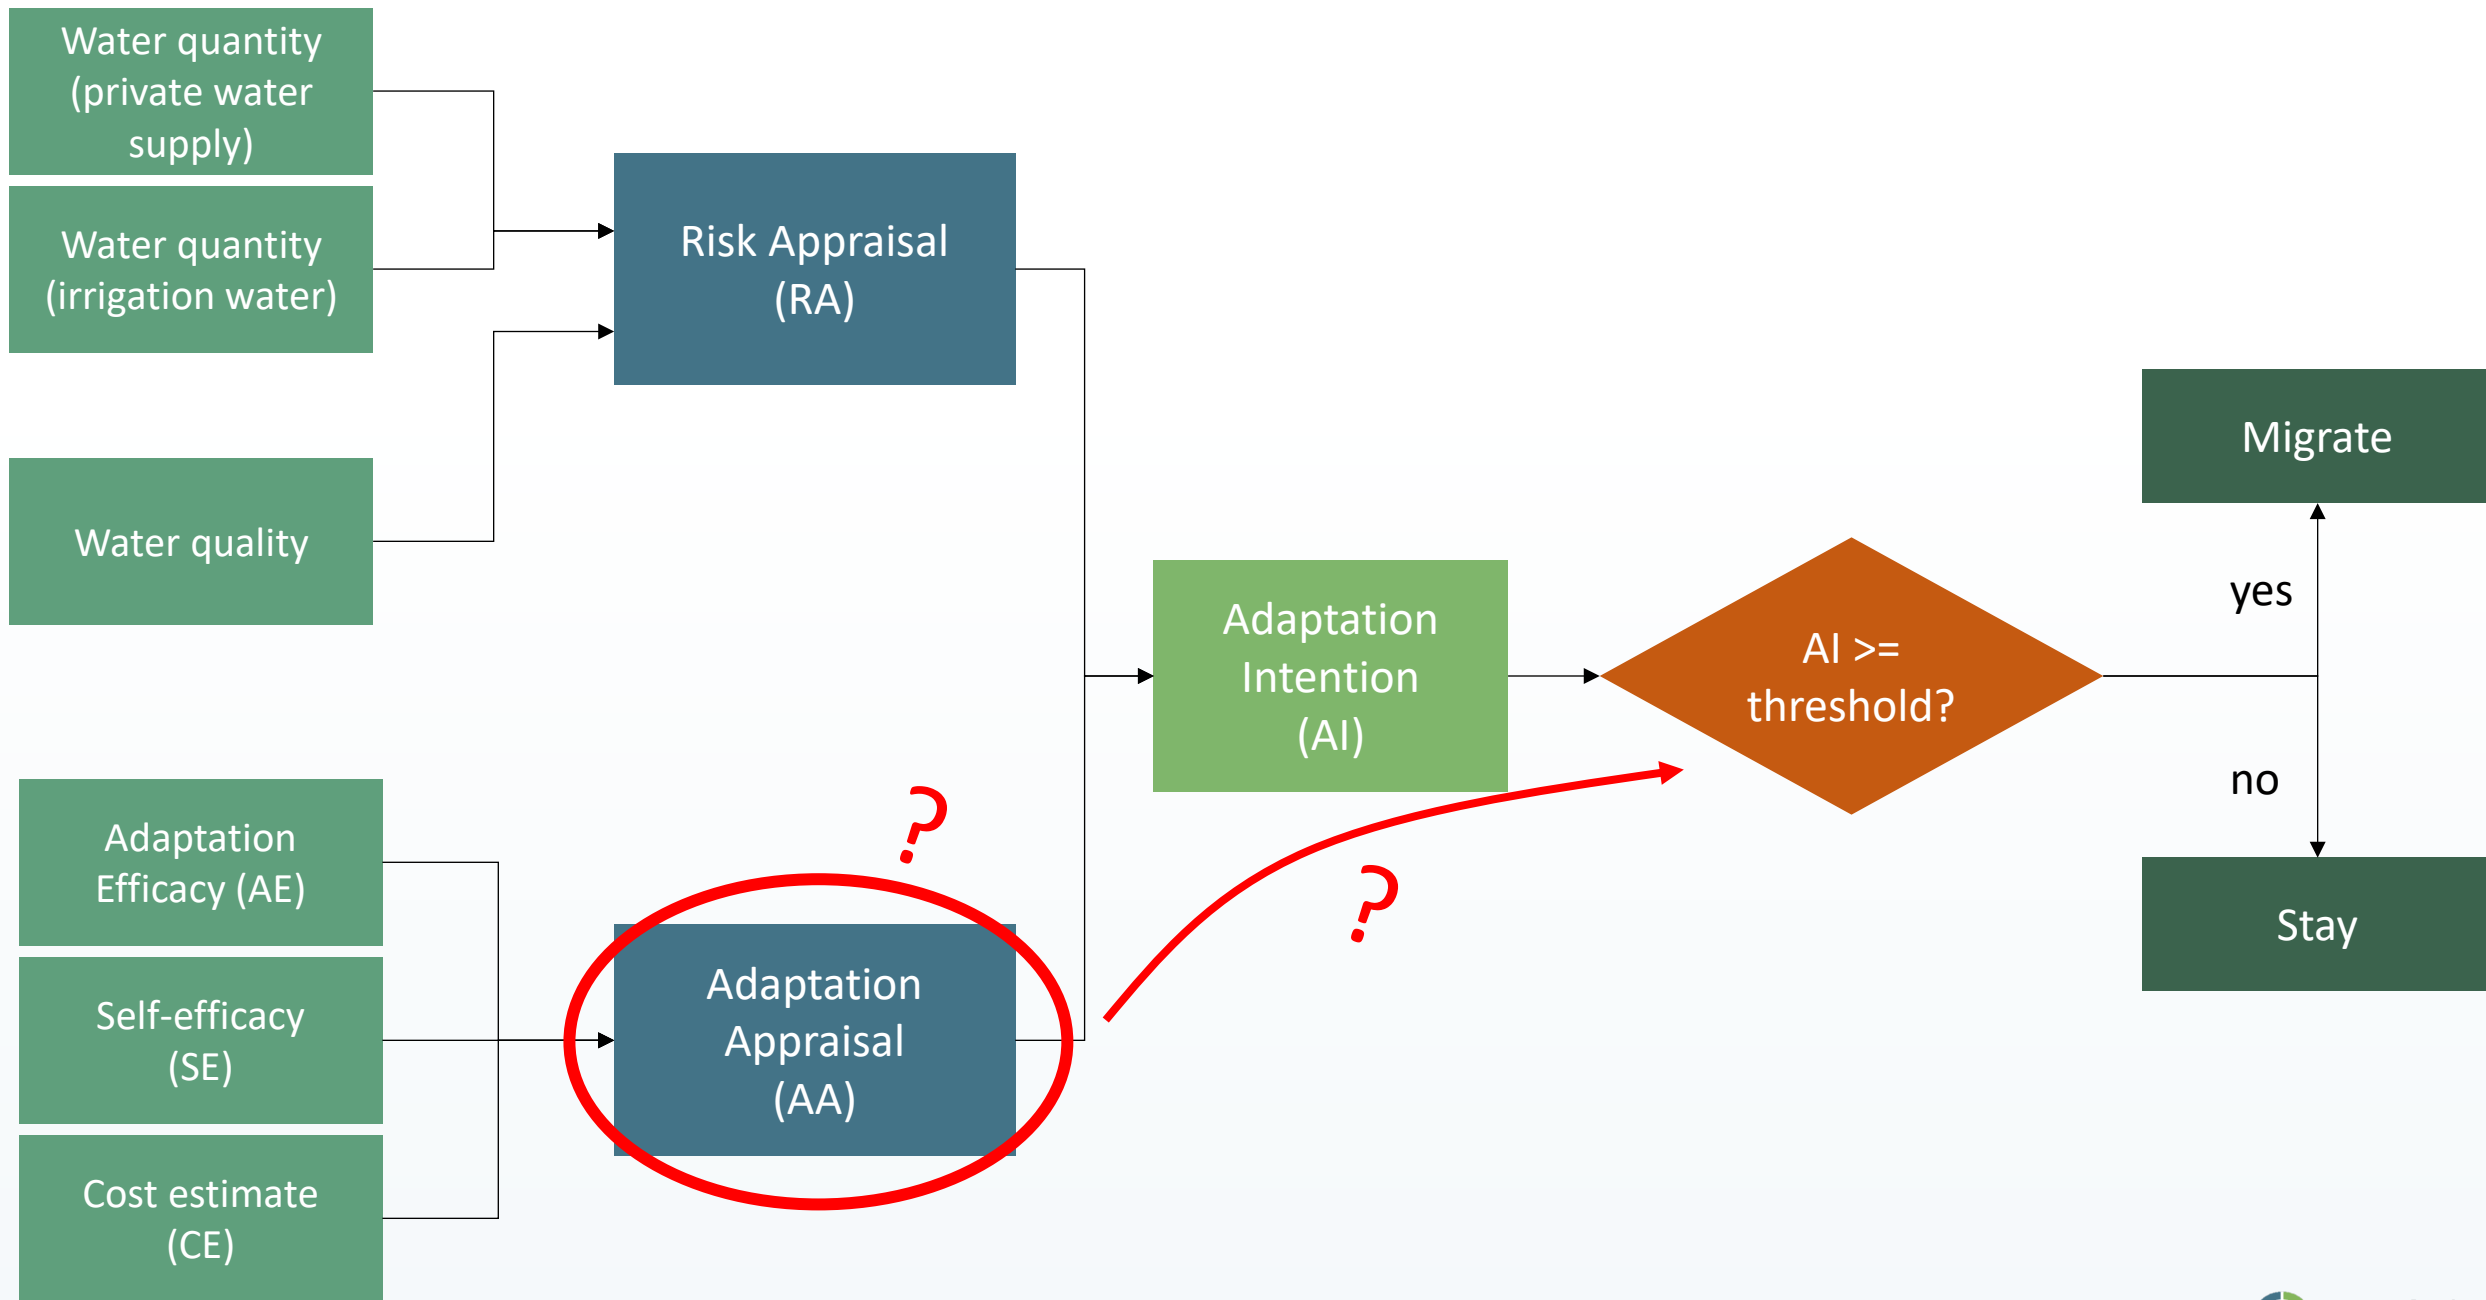 Water quantity
(private water
supply)
Water quantity
(irrigation water)
Water quality
Risk Appraisal
(RA)
Adaptation
Efficacy (AE)
Self-efficacy
(SE)
Cost estimate
(CE)
?
Adaptation
Appraisal
(AA)
Adaptation
Intention
(AI)
?
AI >=
threshold?
yes
no
Migrate
Stay